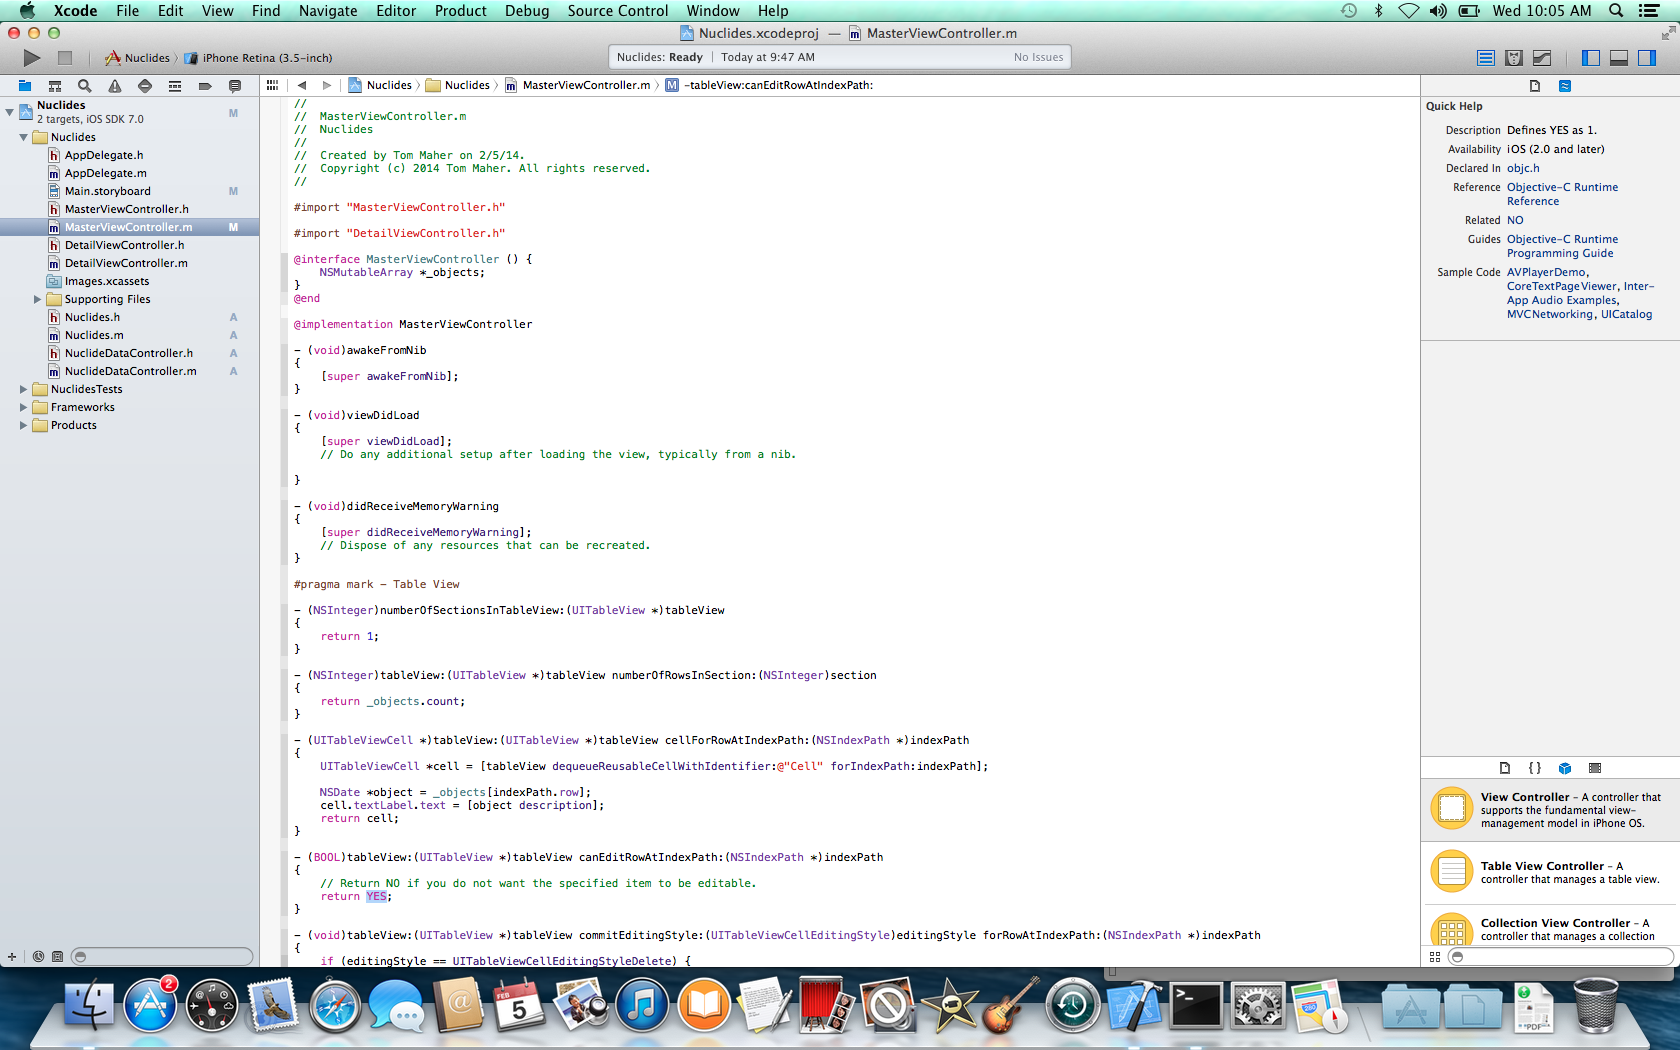 Xcode File Edit View Find Navigate Editor Product Debug Source Control Window Help Wed 10:05 AM
Nuclides.xcodeproj — MasterViewController.m
Nuclides iPhone Retina (3.5-inch)
Nuclides: Ready | Today at 9:47 AM No Issues
Nuclides Nuclides MasterViewController.m M -tableView:canEditRowAtIndexPath:
Nuclides M
2 targets, iOS SDK 7.0
Nuclides
h AppDelegate.h
m AppDelegate.m
Main.storyboard M
h MasterViewController.h
m MasterViewController.m M
h DetailViewController.h
m DetailViewController.m
Images.xcassets
Supporting Files
h Nuclides.h A
m Nuclides.m A
h NuclideDataController.h A
m NuclideDataController.m A
NuclidesTests
Frameworks
Products
//
//  MasterViewController.m
//  Nuclides
//
//  Created by Tom Maher on 2/5/14.
//  Copyright (c) 2014 Tom Maher. All rights reserved.
//
#import "MasterViewController.h"
#import "DetailViewController.h"
@interface MasterViewController () {
    NSMutableArray *_objects;
}
@end
@implementation MasterViewController
- (void)awakeFromNib
{
    [super awakeFromNib];
}
- (void)viewDidLoad
{
    [super viewDidLoad];
    // Do any additional setup after loading the view, typically from a nib.
}
- (void)didReceiveMemoryWarning
{
    [super didReceiveMemoryWarning];
    // Dispose of any resources that can be recreated.
}
#pragma mark - Table View
- (NSInteger)numberOfSectionsInTableView:(UITableView *)tableView
{
    return 1;
}
- (NSInteger)tableView:(UITableView *)tableView numberOfRowsInSection:(NSInteger)section
{
    return _objects.count;
}
- (UITableViewCell *)tableView:(UITableView *)tableView cellForRowAtIndexPath:(NSIndexPath *)indexPath
{
    UITableViewCell *cell = [tableView dequeueReusableCellWithIdentifier:@"Cell" forIndexPath:indexPath];
    NSDate *object = _objects[indexPath.row];
    cell.textLabel.text = [object description];
    return cell;
}
- (BOOL)tableView:(UITableView *)tableView canEditRowAtIndexPath:(NSIndexPath *)indexPath
{
    // Return NO if you do not want the specified item to be editable.
    return YES;
}
- (void)tableView:(UITableView *)tableView commitEditingStyle:(UITableViewCellEditingStyle)editingStyle forRowAtIndexPath:(NSIndexPath *)indexPath
{
    if (editingStyle == UITableViewCellEditingStyleDelete) {
Quick Help
Description Defines YES as 1.
Availability iOS (2.0 and later)
Declared In objc.h
Reference Objective-C Runtime
Reference
Related NO
Guides Objective-C Runtime
Programming Guide
Sample Code AVPlayerDemo,
CoreTextPageViewer, Inter-
App Audio Examples,
MVCNetworking, UICatalog
{ }
View Controller – A controller that
supports the fundamental view-
management model in iPhone OS.
Table View Controller – A
controller that manages a table view.
Collection View Controller – A
controller that manages a collection
2
FEB
5
PDF